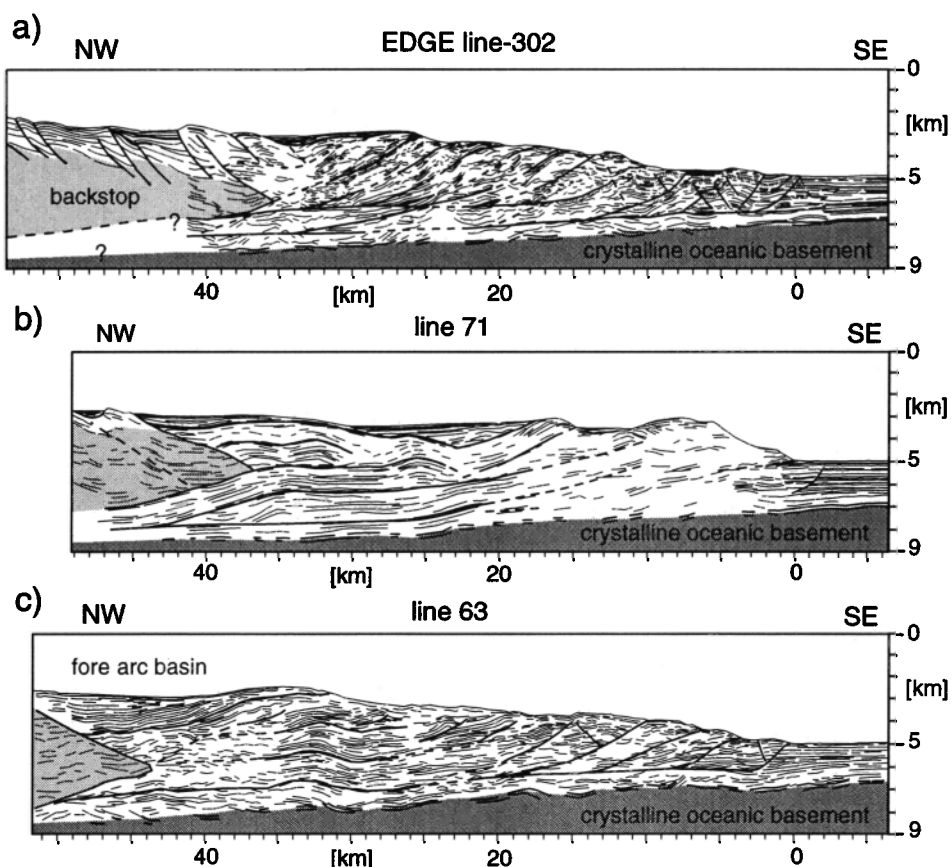 a)
NW EDGE line-302 SE
0
[km]
backstop
5
?
?
crystalline oceanic basement
9
40 [km] 20 0
b)
NW line 71 SE
0
[km]
5
crystalline oceanic basement
9
40 [km] 20 0
c)
NW line 63 SE
0
fore arc basin
[km]
5
crystalline oceanic basement
9
40 [km] 20 0